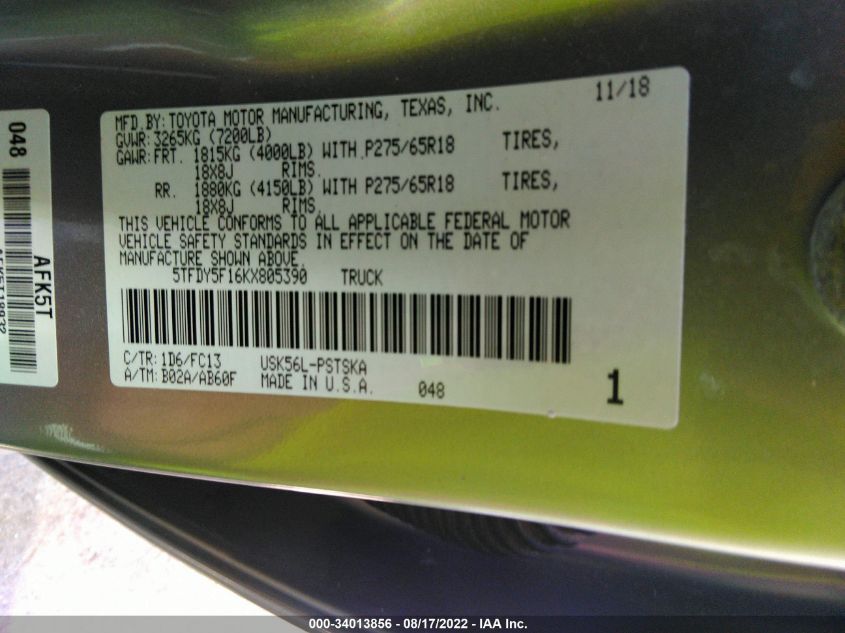 MFD.BY: TOYOTA MOTOR MANUFACTURING, TEXAS, INC. 11/18
GVWR: 3265KG (7200LB)
GAWR: FRT. 1815KG (4000LB) WITH P275/65R18 TIRES,
18X8J RIMS.
RR. 1880KG (4150LB) WITH P275/65R18 TIRES,
18X8J RIMS.
THIS VEHICLE CONFORMS TO ALL APPLICABLE FEDERAL MOTOR
VEHICLE SAFETY STANDARDS IN EFFECT ON THE DATE OF
MANUFACTURE SHOWN ABOVE.
5TFDY5F16KX805390 TRUCK
C/TR: 1D6/FC13 USK56L-PSTSKA
A/TM: B02A/AB60F MADE IN U.S.A. 048 1
048
AFK5T
000-34013856 - 08/17/2022 - IAA Inc.